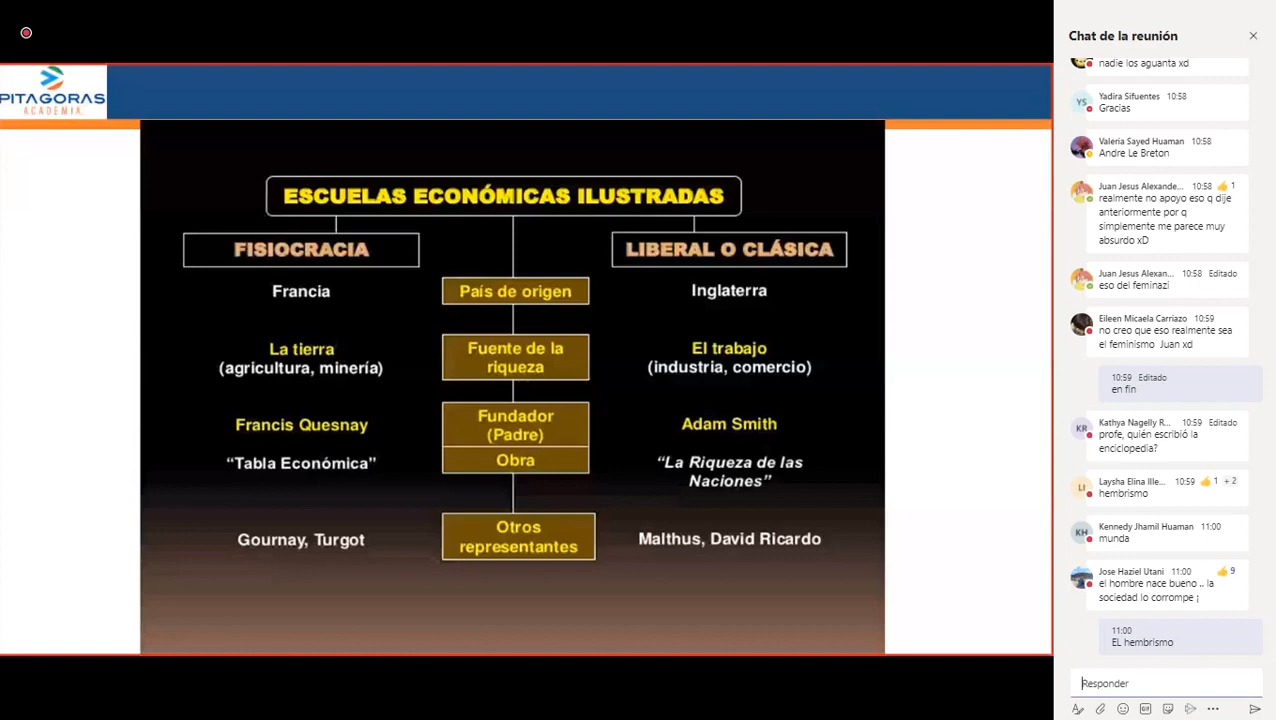 PITAGORAS
ACADEMIA
ESCUELAS ECONÓMICAS ILUSTRADAS
FISIOCRACIA
LIBERAL O CLÁSICA
Francia
País de origen
Inglaterra
La tierra
(agricultura, minería)
Fuente de la
riqueza
El trabajo
(industria, comercio)
Francis Quesnay
Fundador
(Padre)
Adam Smith
“Tabla Económica”
Obra
“La Riqueza de las
Naciones”
Gournay, Turgot
Otros
representantes
Malthus, David Ricardo
Chat de la reunión
nadie los aguanta xd
YS
Yadira Sifuentes 10:58
Gracias
Valeria Sayed Huaman 10:58
Andre Le Breton
Juan Jesus Alexande... 10:58 1
realmente no apoyo eso q dije
anteriormente por q
simplemente me parece muy
absurdo xD
Juan Jesus Alexan... 10:58 Editado
eso del feminazi
Eileen Micaela Carriazo 10:59
no creo que eso realmente sea
el feminismo Juan xd
10:59 Editado
en fin
KR
Kathya Nagelly R... 10:59 Editado
profe, quién escribió la
enciclopedia?
LI
Laysha Elina Ille... 10:59 1 + 2
hembrismo
KH
Kennedy Jhamil Huaman 11:00
munda
Jose Haziel Utani 11:00 9
el hombre nace bueno .. la
sociedad lo corrompe ¡
11:00
EL hembrismo
Responder